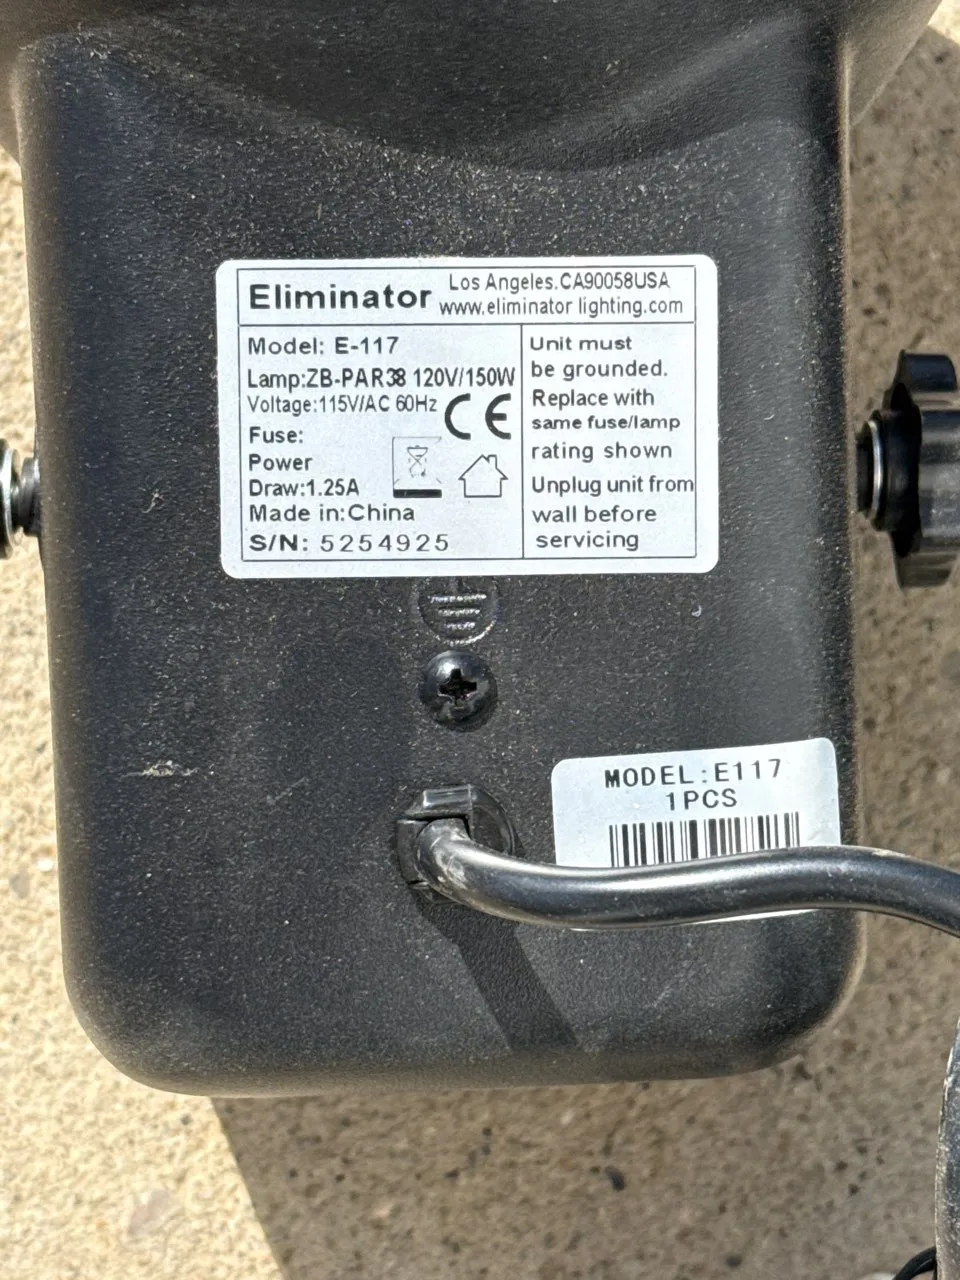 Eliminator
Los Angeles.CA90058USA
www.eliminator lighting.com
Model: E-117
Lamp:ZB-PAR38 120V/150W
Voltage:115V/AC 60Hz
CE
Fuse:
Power
Draw:1.25A
Made in:China
S/N: 5254925
Unit must
be grounded.
Replace with
same fuse/lamp
rating shown
Unplug unit from
wall before
servicing
MODEL:E117
1PCS